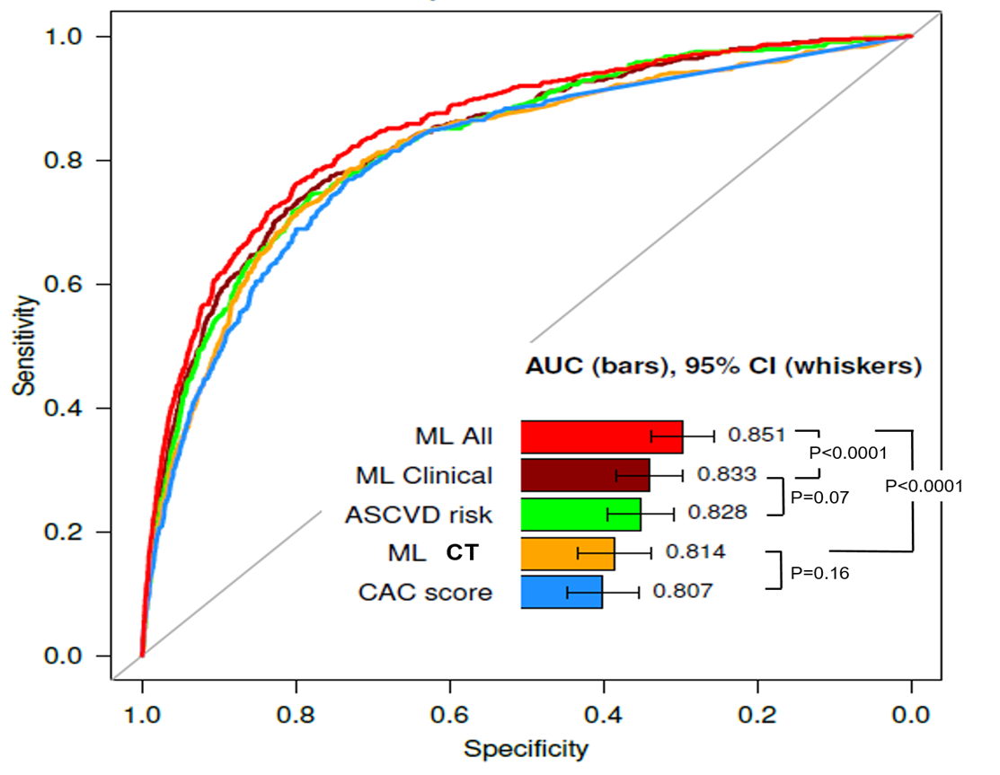 1.0
0.8
0.6
0.4
0.2
0.0
Sensitivity
AUC (bars), 95% CI (whiskers)
ML All 0.851
P<0.0001
ML Clinical 0.833
P<0.0001
P=0.07
ASCVD risk 0.828
ML CT 0.814
P=0.16
CAC score 0.807
1.0 0.8 0.6 0.4 0.2 0.0
Specificity